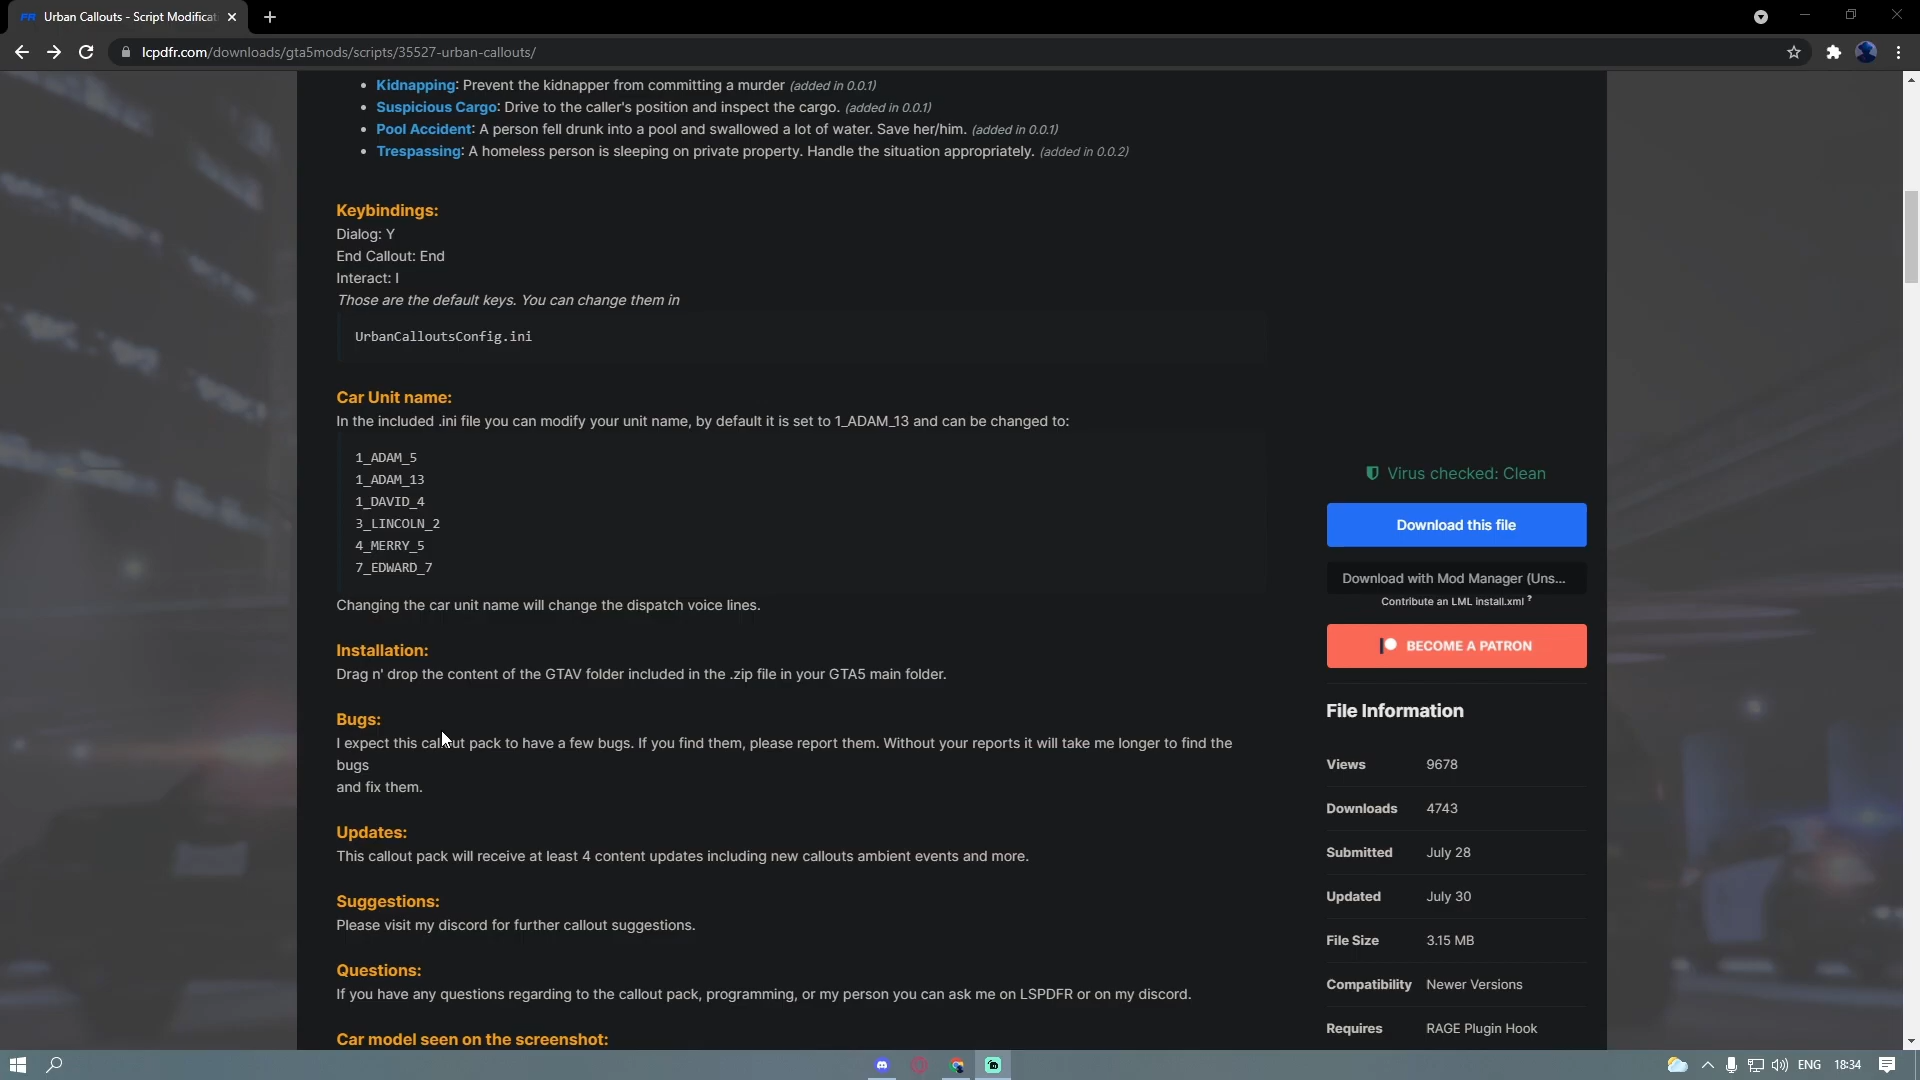 Urban Callouts - Script Modificat
lcpdfr.com/downloads/gta5mods/scripts/35527-urban-callouts/
Kidnapping: Prevent the kidnapper from committing a murder (added in 0.0.1)
Suspicious Cargo: Drive to the caller's position and inspect the cargo. (added in 0.0.1)
Pool Accident: A person fell drunk into a pool and swallowed a lot of water. Save her/him. (added in 0.0.1)
Trespassing: A homeless person is sleeping on private property. Handle the situation appropriately. (added in 0.0.2)
Keybindings:
Dialog: Y
End Callout: End
Interact: I
Those are the default keys. You can change them in
UrbanCalloutsConfig.ini
Car Unit name:
In the included .ini file you can modify your unit name, by default it is set to 1_ADAM_13 and can be changed to:
1_ADAM_5
1_ADAM_13
1_DAVID_4
3_LINCOLN_2
4_MERRY_5
7_EDWARD_7
Changing the car unit name will change the dispatch voice lines.
Installation:
Drag n' drop the content of the GTAV folder included in the .zip file in your GTA5 main folder.
Bugs:
I expect this callout pack to have a few bugs. If you find them, please report them. Without your reports it will take me longer to find the
bugs
and fix them.
Updates:
This callout pack will receive at least 4 content updates including new callouts ambient events and more.
Suggestions:
Please visit my discord for further callout suggestions.
Questions:
If you have any questions regarding to the callout pack, programming, or my person you can ask me on LSPDFR or on my discord.
Car model seen on the screenshot:
Virus checked: Clean
Download this file
Download with Mod Manager (Uns...
Contribute an LML install.xml ?
BECOME A PATRON
File Information
Views 9678
Downloads 4743
Submitted July 28
Updated July 30
File Size 3.15 MB
Compatibility Newer Versions
Requires RAGE Plugin Hook
ENG 18:34